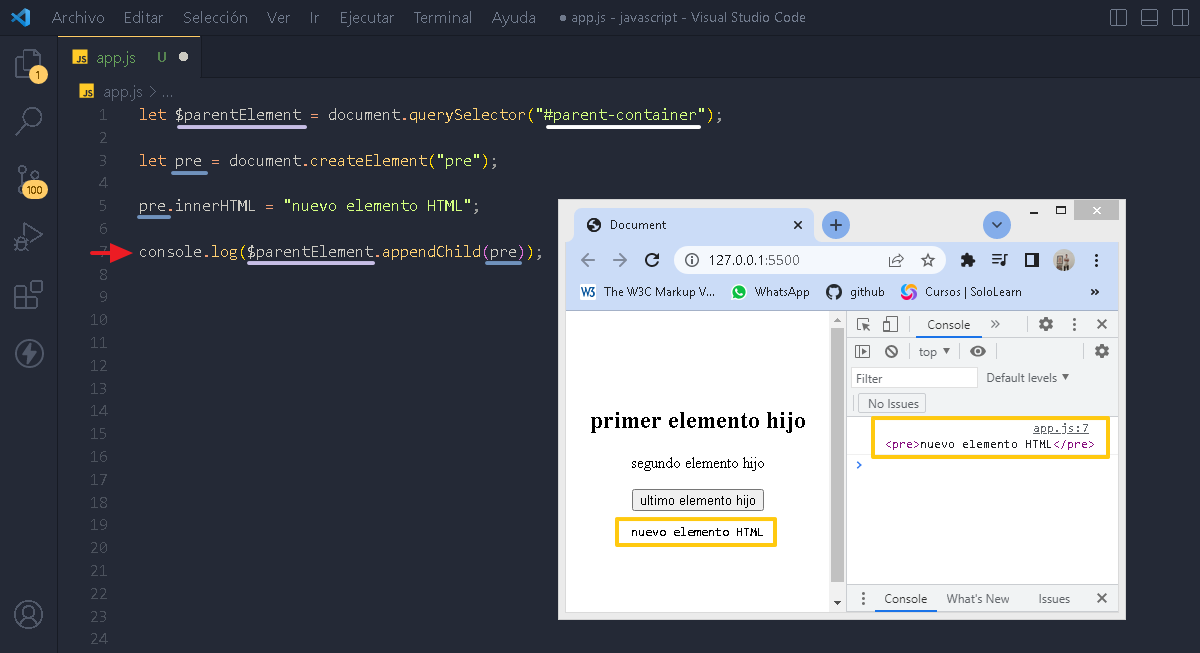 Archivo Editar Selección Ver Ir Ejecutar Terminal Ayuda ● app.js - javascript - Visual Studio Code
JS app.js U ●
JS app.js > ...
1 let $parentElement = document.querySelector("#parent-container");
2
3 let pre = document.createElement("pre");
4
5 pre.innerHTML = "nuevo elemento HTML";
6
7 console.log($parentElement.appendChild(pre));
8
9
10
11
12
13
14
15
16
17
18
19
20
21
22
23
24
1
100
Document
127.0.0.1:5500
W3 The W3C Markup V... WhatsApp github Cursos | SoloLearn »
primer elemento hijo
segundo elemento hijo
ultimo elemento hijo
nuevo elemento HTML
Console »
top ▼
Filter Default levels ▼
No Issues
app.js:7
<pre>nuevo elemento HTML</pre>
>
Console What's New Issues